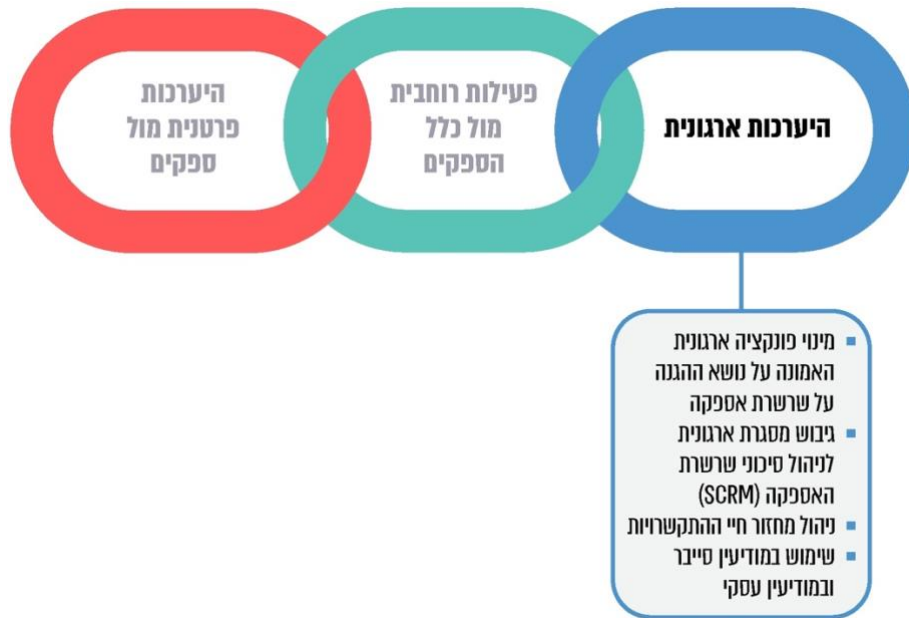 היערכות ארגונית
פעילות רוחבית
מול כלל
הספקים
היערכות
פרטנית מול
ספקים
מינוי פונקציה ארגונית
האמונה על נושא ההגנה
על שרשרת אספקה
גיבוש מסגרת ארגונית
לניהול סיכוני שרשרת
האספקה (SCRM)
ניהול מחזור חיי ההתקשרויות
שימוש במודיעין סייבר
ובמודיעין עסקי